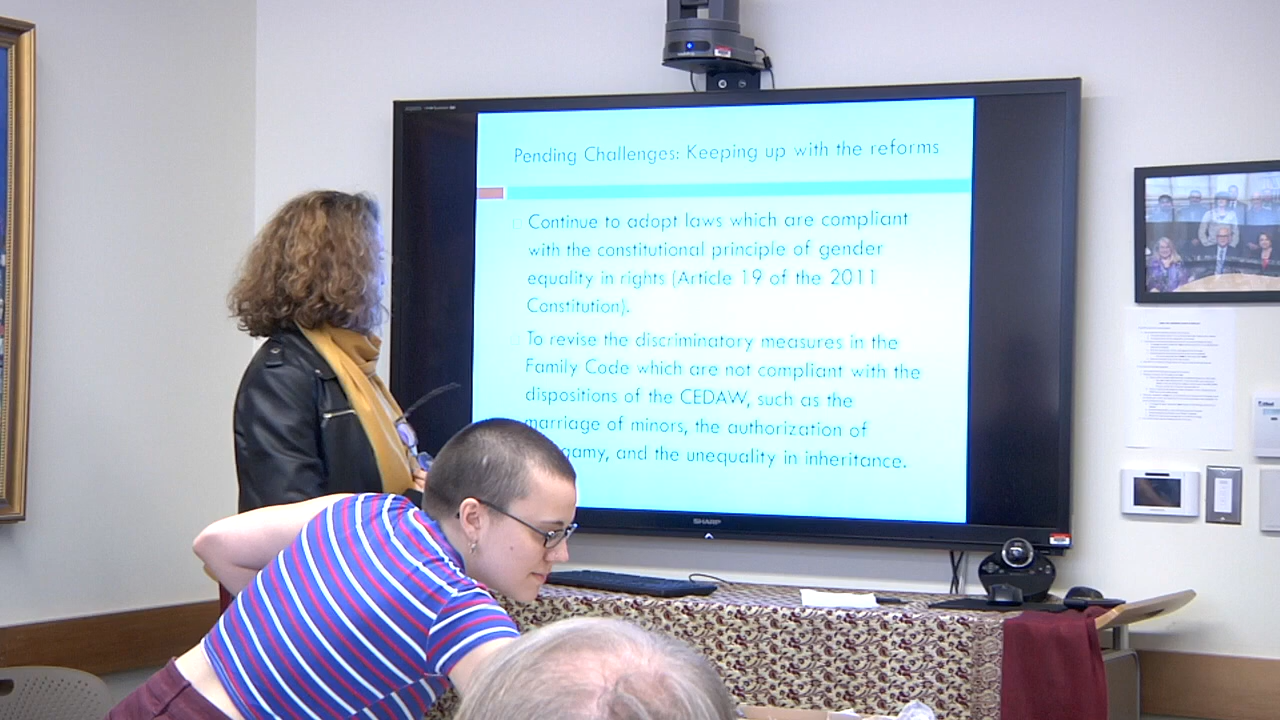 Pending Challenges: Keeping up with the reforms
Continue to adopt laws which are compliant
with the constitutional principle of gender
equality in rights (Article 19 of the 2011
Constitution).
To revise the discriminatory measures in the
Family Code which are not compliant with the
dispositions of the CEDAW, such as the
marriage of minors, the authorization of
gamy, and the unequality in inheritance.
SHARP